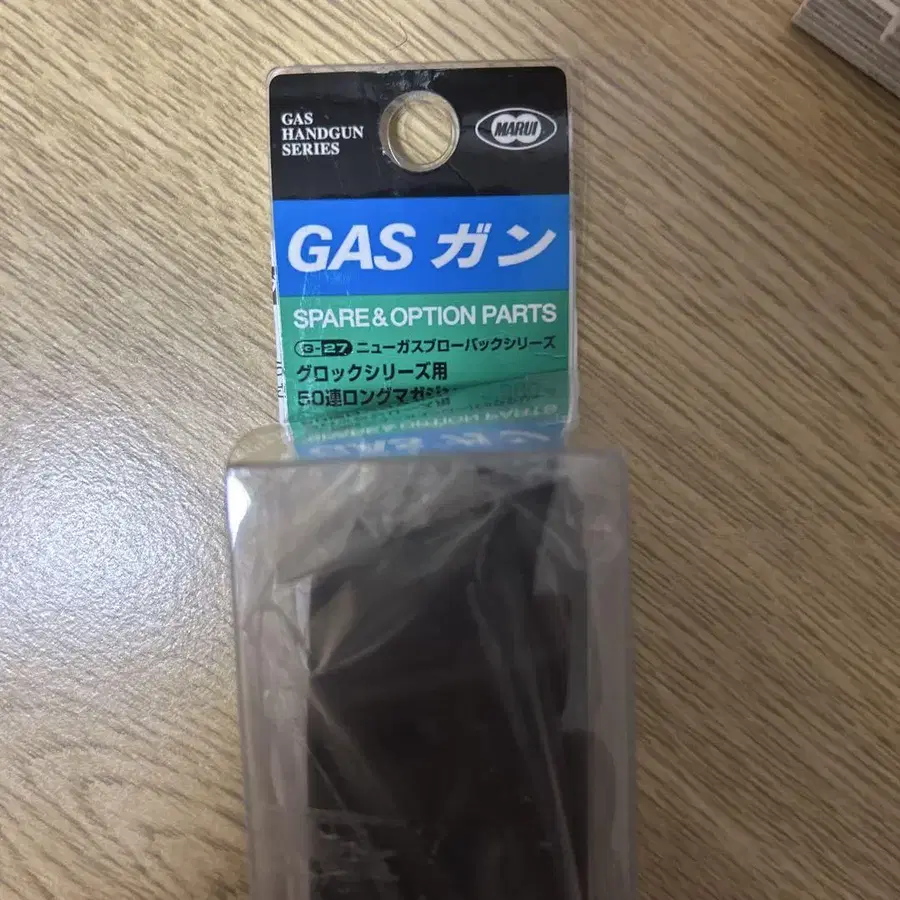 GAS
HANDGUN
SERIES
MARUI
GAS ガン
SPARE & OPTION PARTS
G-27 ニューガスブローバックシリーズ
グロックシリーズ用
50連ロングマガジン